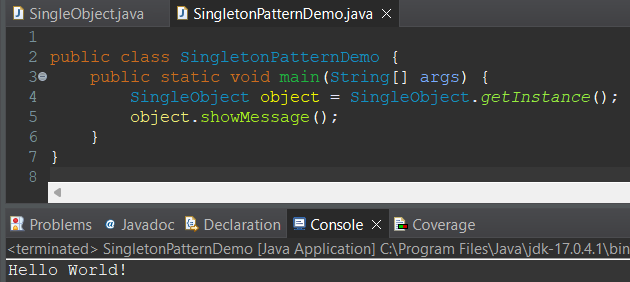 SingleObject.java SingletonPatternDemo.java
1
2 public class SingletonPatternDemo {
3 public static void main(String[] args) {
4 SingleObject object = SingleObject.getInstance();
5 object.showMessage();
6 }
7 }
8
Problems Javadoc Declaration Console Coverage
<terminated> SingletonPatternDemo [Java Application] C:\Program Files\Java\jdk-17.0.4.1\bin
Hello World!